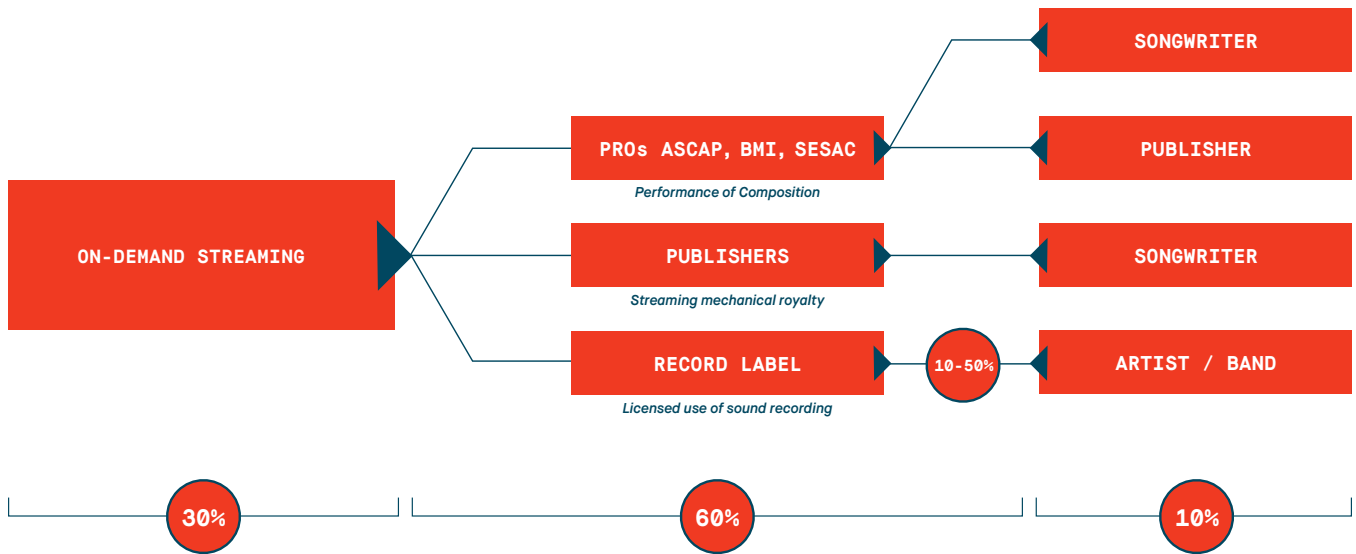 SONGWRITER
PROs ASCAP, BMI, SESAC
PUBLISHER
Performance of Composition
ON-DEMAND STREAMING
PUBLISHERS
SONGWRITER
Streaming mechanical royalty
RECORD LABEL
10-50%
ARTIST / BAND
Licensed use of sound recording
30%
60%
10%